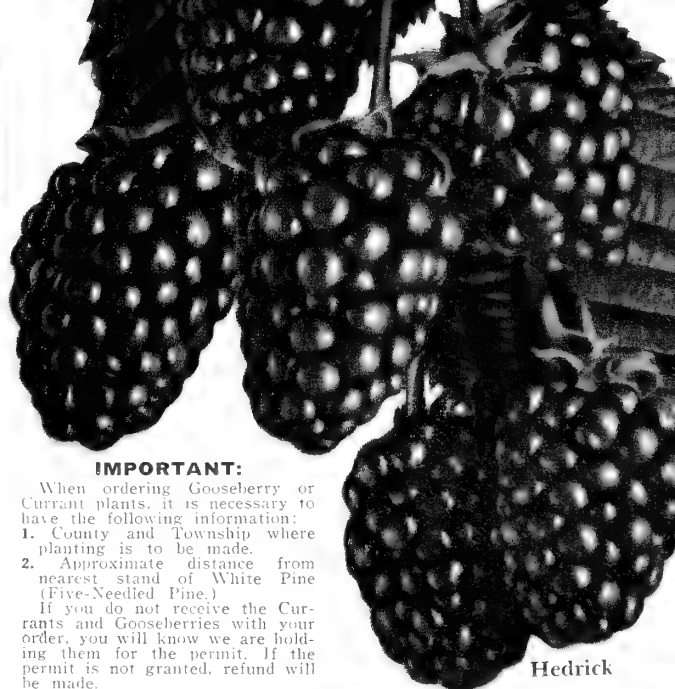 IMPORTANT:
When ordering Gooseberry or
Currant plants, it is necessary to
have the following information:
1. County and Township where
planting is to be made.
2. Approximate distance from
nearest stand of White Pine
(Five-Needled Pine.)
If you do not receive the Cur-
rants and Gooseberries with your
order, you will know we are hold-
ing them for the permit. If the
permit is not granted, refund will
be made.
Hedrick